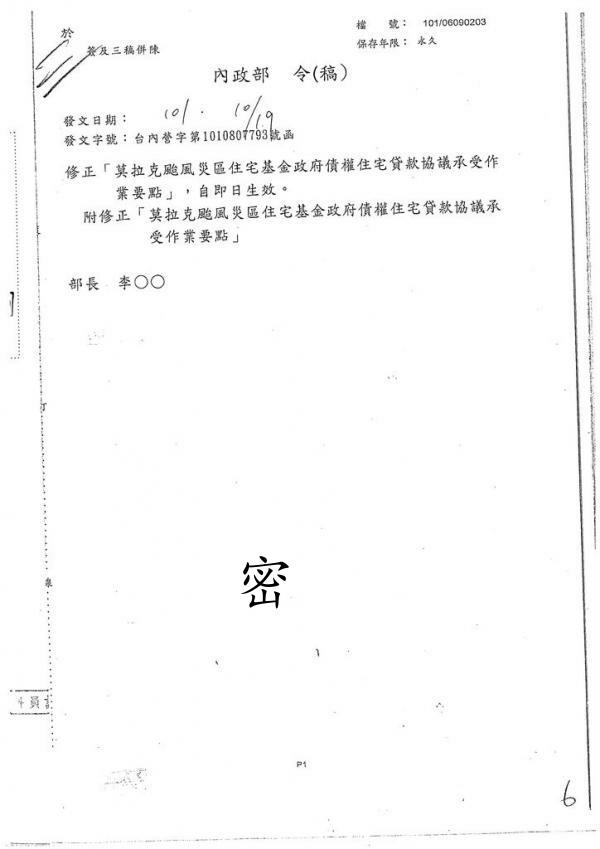 檔　　號： 101/06090203
保存年限： 永久
於
簽及三稿併陳
內政部　令(稿)
發文日期： 101. 10/19
發文字號：台內營字第1010807793號函
修正「莫拉克颱風災區住宅基金政府債權住宅貸款協議承受作
業要點」，自即日生效。
附修正「莫拉克颱風災區住宅基金政府債權住宅貸款協議承
受作業要點」
部長　李○○
密
P1
6